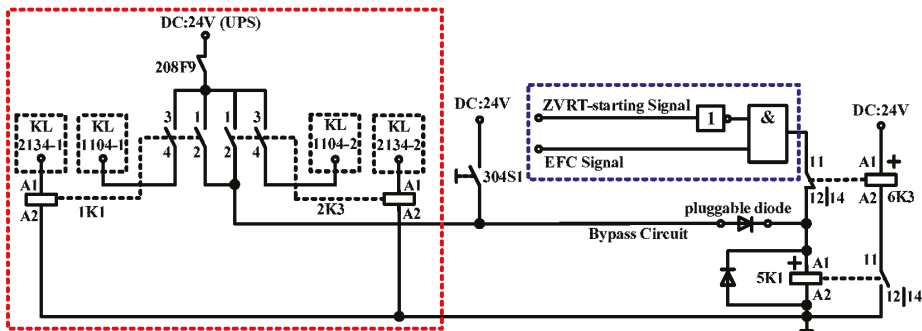 DC:24V (UPS)
208F9
3 1 1 3
4 2 2 4
KL 2134-1
KL 1104-1
KL 1104-2
KL 2134-2
A1
A2
1K1
2K3
A1
A2
DC:24V
304S1
ZVRT-starting Signal
EFC Signal
1
&
11
12|14
DC:24V
A1 +
A2
6K3
pluggable diode
Bypass Circuit
+ A1
5K1
A2
11
12|14